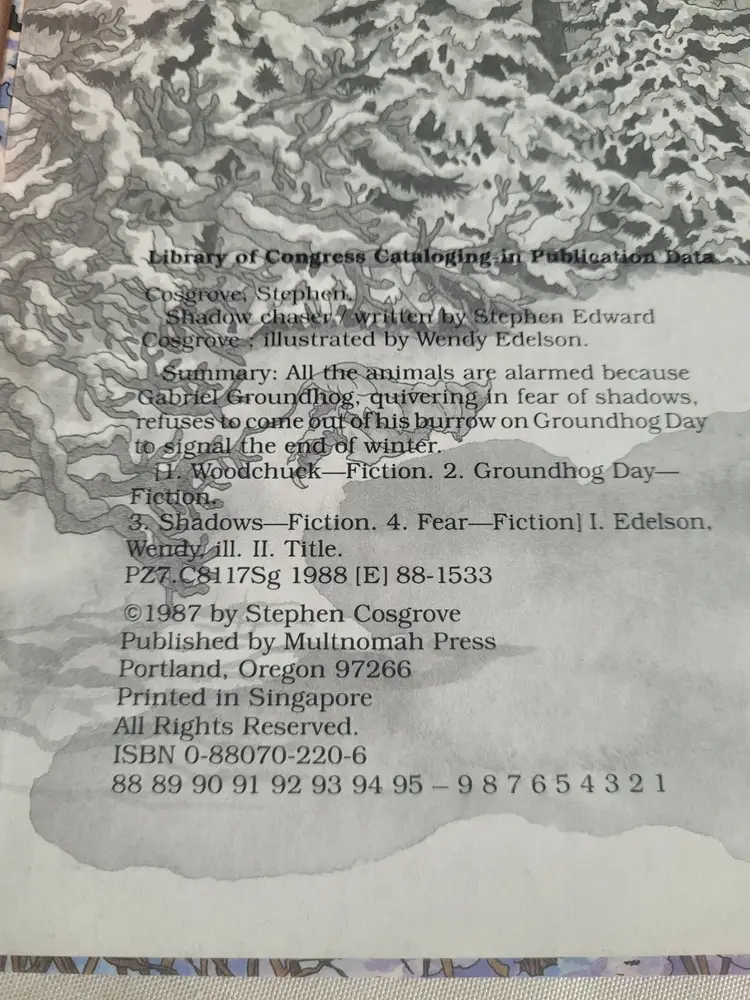 Library of Congress Cataloging-in Publication Data
Cosgrove, Stephen.
Shadow chaser / written by Stephen Edward
Cosgrove ; illustrated by Wendy Edelson.
Summary: All the animals are alarmed because
Gabriel Groundhog, quivering in fear of shadows,
refuses to come out of his burrow on Groundhog Day
to signal the end of winter.
[1. Woodchuck—Fiction. 2. Groundhog Day—
Fiction.
3. Shadows—Fiction. 4. Fear—Fiction] I. Edelson,
Wendy, ill. II. Title.
PZ7.C8117Sg 1988 [E] 88-1533
©1987 by Stephen Cosgrove
Published by Multnomah Press
Portland, Oregon 97266
Printed in Singapore
All Rights Reserved.
ISBN 0-88070-220-6
88 89 90 91 92 93 94 95 – 9 8 7 6 5 4 3 2 1